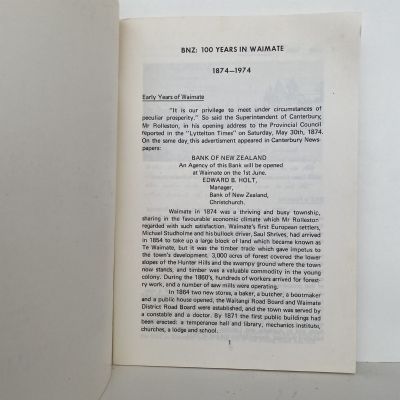 BNZ: 100 YEARS IN WAIMATE
1874—1974
Early Years of Waimate
"It is our privilege to meet under circumstances of
peculiar prosperity." So said the Superintendent of Canterbury,
Mr Rolleston, in his opening address to the Provincial Council
reported in the "Lyttelton Times" on Saturday, May 30th, 1874.
On the same day this advertisement appeared in Canterbury News-
papers:
BANK OF NEW ZEALAND
An Agency of this Bank will be opened
at Waimate on the 1st June.
EDWARD B. HOLT,
Manager,
Bank of New Zealand,
Christchurch.
Waimate in 1874 was a thriving and busy township,
sharing in the favourable economic climate which Mr Rolleston
regarded with such satisfaction. Waimate's first European settlers,
Michael Studholme and his bullock driver, Saul Shrives, had arrived
in 1854 to take up a large block of land which became known as
Te Waimate, but it was the timber trade which gave impetus to
the town's development. 3,000 acres of forest covered the lower
slopes of the Hunter Hills and the swampy ground where the town
now stands, and timber was a valuable commodity in the young
colony. During the 1860's, hundreds of workers arrived for forest-
ry work, and a number of saw mills were operating.
In 1864 two new stores, a baker, a butcher, a bootmaker
and a public house opened, the Waitangi Road Board and Waimate
District Road Board were established, and the town was served by
a constable and a doctor. By 1871 the first public buildings had
been erected: a temperance hall and library, mechanics institute,
churches, a lodge and school.
1